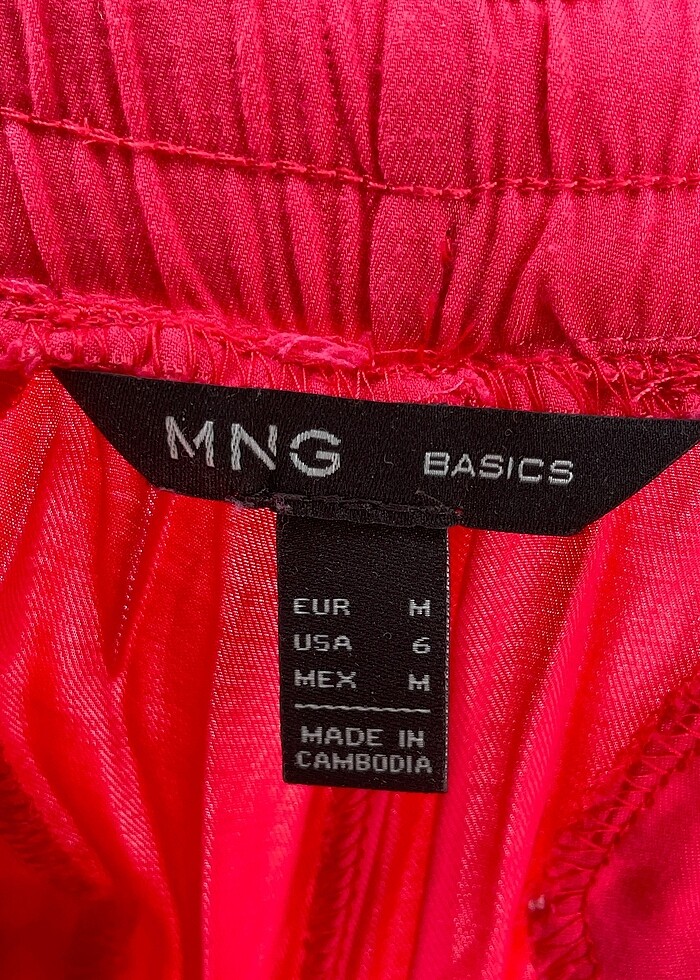 MNG BASICS
EUR M
USA 6
MEX M
MADE IN
CAMBODIA